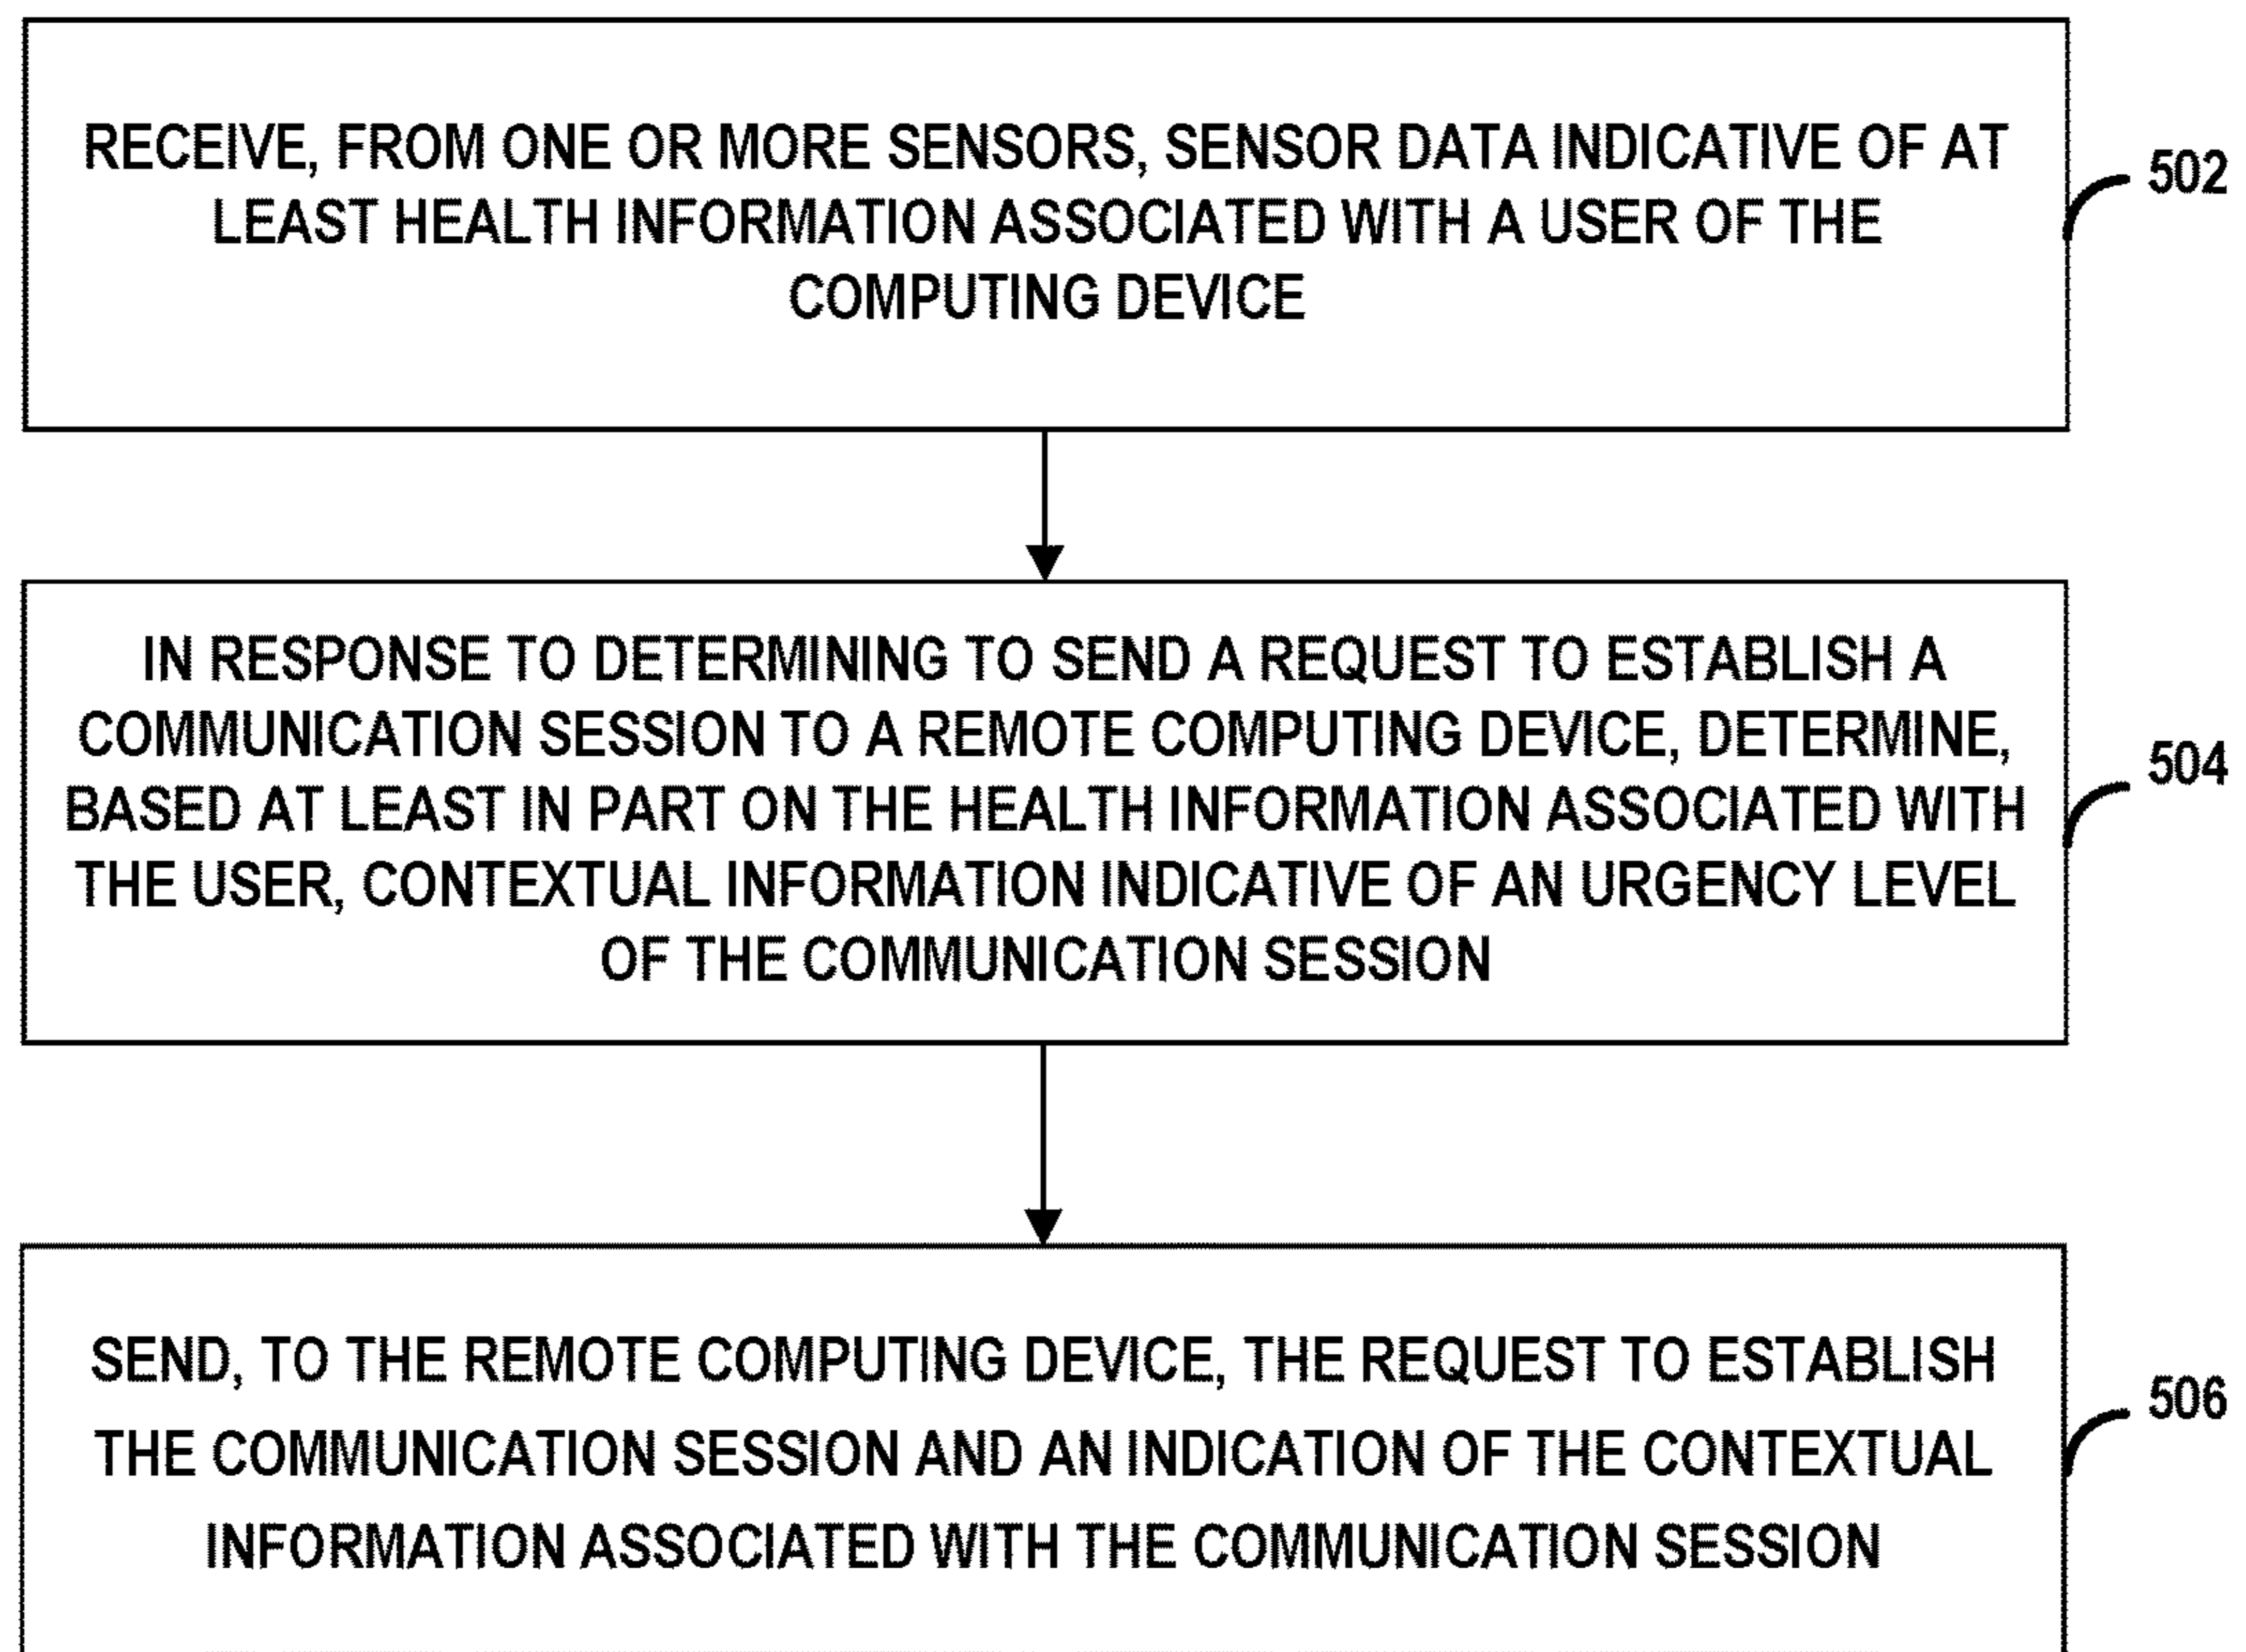 RECEIVE, FROM ONE OR MORE SENSORS, SENSOR DATA INDICATIVE OF AT
LEAST HEALTH INFORMATION ASSOCIATED WITH A USER OF THE
COMPUTING DEVICE
502
IN RESPONSE TO DETERMINING TO SEND A REQUEST TO ESTABLISH A
COMMUNICATION SESSION TO A REMOTE COMPUTING DEVICE, DETERMINE,
BASED AT LEAST IN PART ON THE HEALTH INFORMATION ASSOCIATED WITH
THE USER, CONTEXTUAL INFORMATION INDICATIVE OF AN URGENCY LEVEL
OF THE COMMUNICATION SESSION
504
SEND, TO THE REMOTE COMPUTING DEVICE, THE REQUEST TO ESTABLISH
THE COMMUNICATION SESSION AND AN INDICATION OF THE CONTEXTUAL
INFORMATION ASSOCIATED WITH THE COMMUNICATION SESSION
506